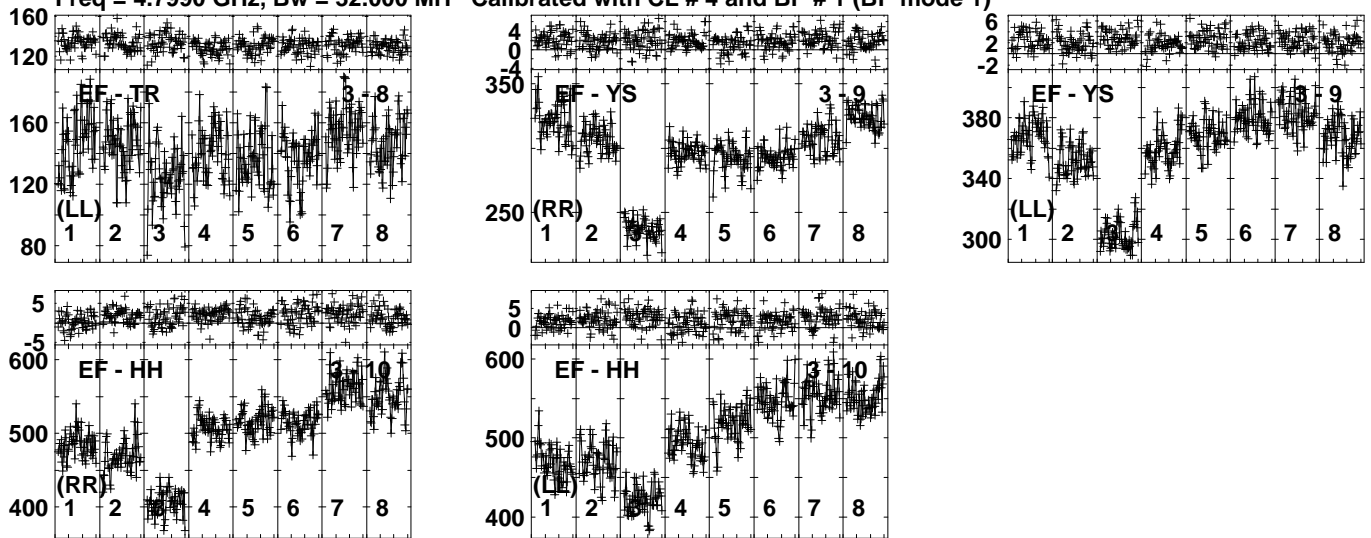 Freq = 4.7990 GHz, Bw = 32.000 MH Calibrated with CL # 4 and BP # 1 (BP mode 1)
160
120
EF - TR 3 - 8
160
120
80
(LL)
1 2 3 4 5 6 7 8
4
0
-4
350
EF - YS 3 - 9
250
(RR)
1 2 3 4 5 6 7 8
6
2
-2
EF - YS 3 - 9
380
340
300
(LL)
1 2 3 4 5 6 7 8
5
-5
600
EF - HH 3 - 10
500
400
(RR)
1 2 3 4 5 6 7 8
5
0
600
EF - HH 3 - 10
500
400
(LL)
1 2 3 4 5 6 7 8